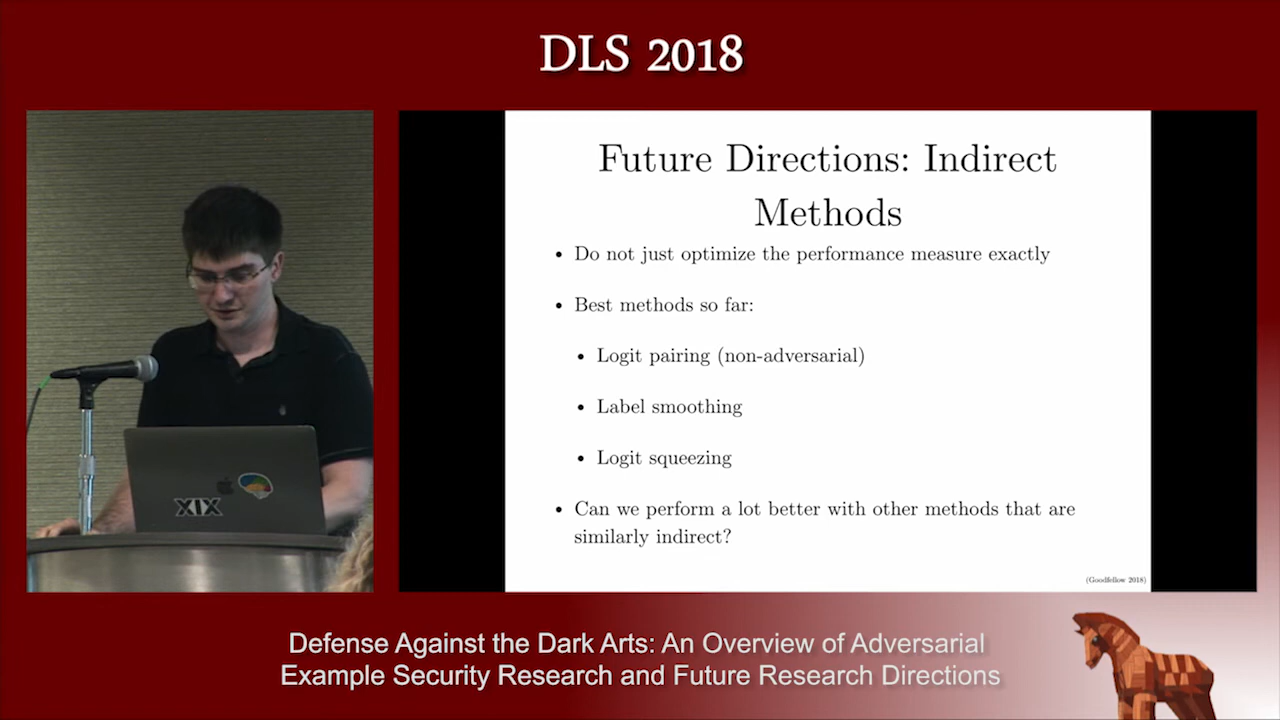 DLS 2018
Future Directions: Indirect
Methods
• Do not just optimize the performance measure exactly
• Best methods so far:
• Logit pairing (non-adversarial)
• Label smoothing
• Logit squeezing
• Can we perform a lot better with other methods that are
similarly indirect?
(Goodfellow 2018)
XIX
Defense Against the Dark Arts: An Overview of Adversarial
Example Security Research and Future Research Directions